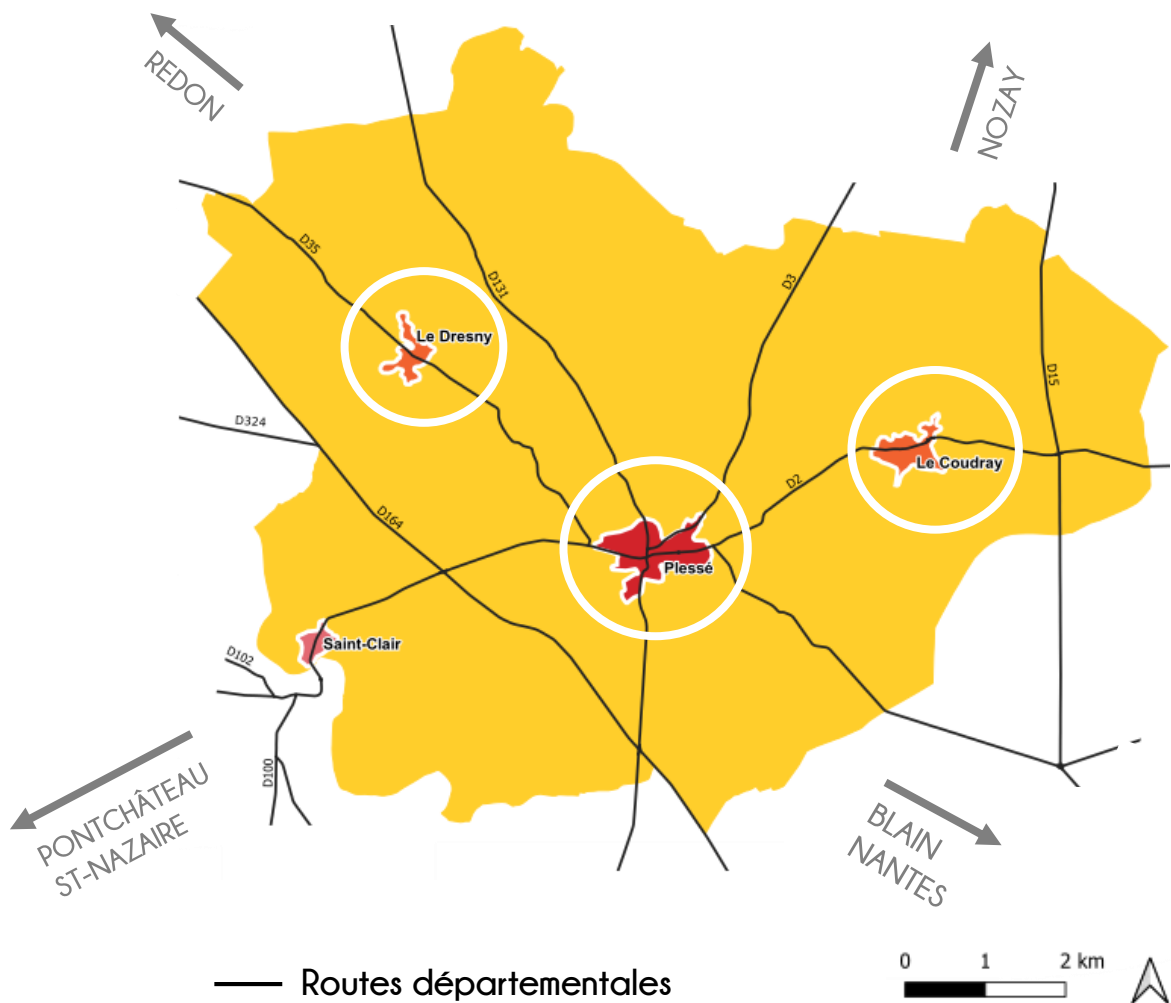 REDON
NOZAY
D35
D131
D3
Le Dresny
D15
D324
Le Coudray
D2
D164
Plessé
Saint-Clair
D102
D100
PONTCHÂTEAU
ST-NAZAIRE
BLAIN
NANTES
Routes départementales
0 1 2 km